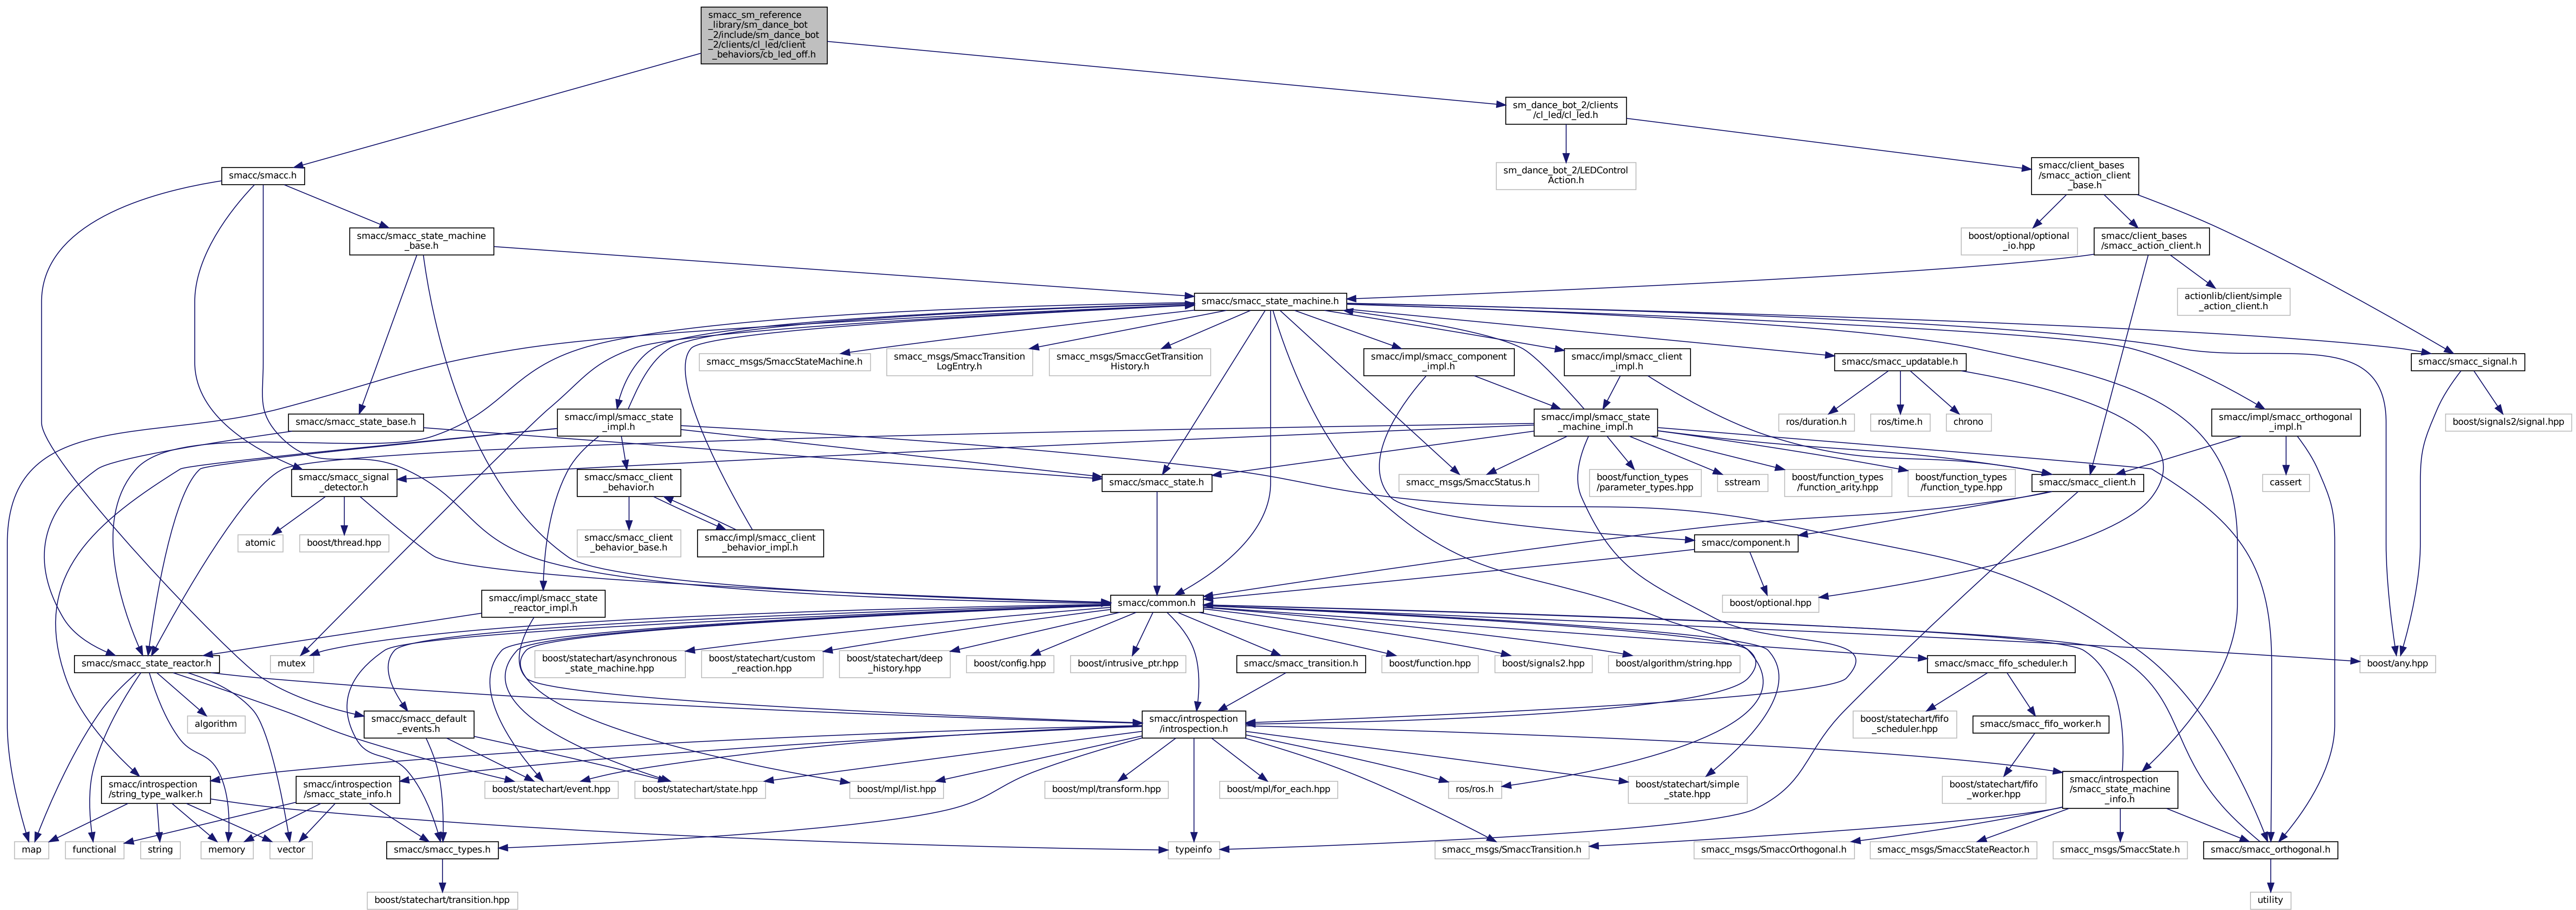 smacc_sm_reference
_library/sm_dance_bot
_2/include/sm_dance_bot
_2/clients/cl_led/client
_behaviors/cb_led_off.h
sm_dance_bot_2/clients
/cl_led/cl_led.h
smacc/smacc.h
sm_dance_bot_2/LEDControl
Action.h
smacc/client_bases
/smacc_action_client
_base.h
smacc/smacc_state_machine
_base.h
boost/optional/optional
_io.hpp
smacc/client_bases
/smacc_action_client.h
smacc/smacc_state_machine.h
actionlib/client/simple
_action_client.h
smacc_msgs/SmaccStateMachine.h
smacc_msgs/SmaccTransition
LogEntry.h
smacc_msgs/SmaccGetTransition
History.h
smacc/impl/smacc_component
_impl.h
smacc/impl/smacc_client
_impl.h
smacc/smacc_updatable.h
smacc/smacc_signal.h
smacc/smacc_state_base.h
smacc/impl/smacc_state
_impl.h
smacc/impl/smacc_state
_machine_impl.h
ros/duration.h
ros/time.h
chrono
smacc/impl/smacc_orthogonal
_impl.h
boost/signals2/signal.hpp
smacc/smacc_signal
_detector.h
smacc/smacc_client
_behavior.h
smacc/smacc_state.h
smacc_msgs/SmaccStatus.h
boost/function_types
/parameter_types.hpp
sstream
boost/function_types
/function_arity.hpp
boost/function_types
/function_type.hpp
smacc/smacc_client.h
cassert
atomic
boost/thread.hpp
smacc/smacc_client
_behavior_base.h
smacc/impl/smacc_client
_behavior_impl.h
smacc/component.h
smacc/impl/smacc_state
_reactor_impl.h
smacc/common.h
boost/optional.hpp
smacc/smacc_state_reactor.h
mutex
boost/statechart/asynchronous
_state_machine.hpp
boost/statechart/custom
_reaction.hpp
boost/statechart/deep
_history.hpp
boost/config.hpp
boost/intrusive_ptr.hpp
smacc/smacc_transition.h
boost/function.hpp
boost/signals2.hpp
boost/algorithm/string.hpp
smacc/smacc_fifo_scheduler.h
boost/any.hpp
algorithm
smacc/smacc_default
_events.h
smacc/introspection
/introspection.h
boost/statechart/fifo
_scheduler.hpp
smacc/smacc_fifo_worker.h
smacc/introspection
/string_type_walker.h
smacc/introspection
/smacc_state_info.h
boost/statechart/event.hpp
boost/statechart/state.hpp
boost/mpl/list.hpp
boost/mpl/transform.hpp
boost/mpl/for_each.hpp
ros/ros.h
boost/statechart/simple
_state.hpp
boost/statechart/fifo
_worker.hpp
smacc/introspection
/smacc_state_machine
_info.h
map
functional
string
memory
vector
smacc/smacc_types.h
typeinfo
smacc_msgs/SmaccTransition.h
smacc_msgs/SmaccOrthogonal.h
smacc_msgs/SmaccStateReactor.h
smacc_msgs/SmaccState.h
smacc/smacc_orthogonal.h
boost/statechart/transition.hpp
utility